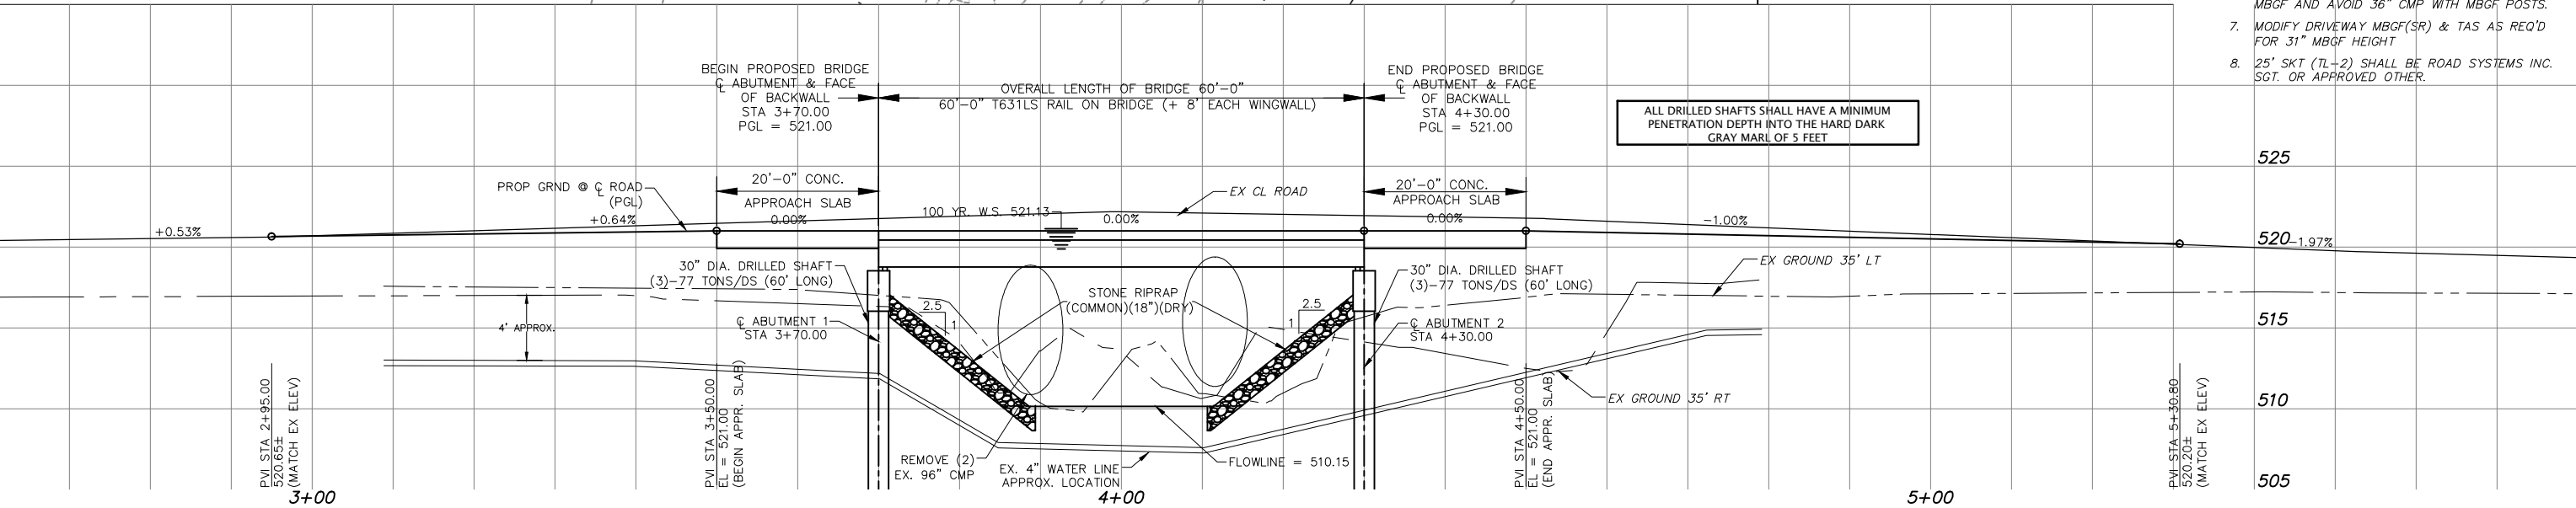 MBGF AND AVOID 36" CMP WITH MBGF POSTS.
7. MODIFY DRIVEWAY MBGF(SR) & TAS AS REQ'D
FOR 31" MBGF HEIGHT
8. 25' SKT (TL-2) SHALL BE ROAD SYSTEMS INC.
SGT. OR APPROVED OTHER.
BEGIN PROPOSED BRIDGE
℄ ABUTMENT & FACE
OF BACKWALL
STA 3+70.00
PGL = 521.00
OVERALL LENGTH OF BRIDGE 60'-0"
60'-0" T631LS RAIL ON BRIDGE (+ 8' EACH WINGWALL)
END PROPOSED BRIDGE
℄ ABUTMENT & FACE
OF BACKWALL
STA 4+30.00
PGL = 521.00
ALL DRILLED SHAFTS SHALL HAVE A MINIMUM
PENETRATION DEPTH INTO THE HARD DARK
GRAY MARL OF 5 FEET
525
PROP GRND @ ℄ ROAD
(PGL)
20'-0" CONC.
APPROACH SLAB
EX CL ROAD
20'-0" CONC.
APPROACH SLAB
+0.53%
+0.64%
0.00%
100 YR. W.S. 521.13
0.00%
0.00%
-1.00%
520
-1.97%
30" DIA. DRILLED SHAFT
(3)-77 TONS/DS (60' LONG)
30" DIA. DRILLED SHAFT
(3)-77 TONS/DS (60' LONG)
EX GROUND 35' LT
STONE RIPRAP
(COMMON)(18")(DRY)
2.5
1
2.5
1
4' APPROX.
℄ ABUTMENT 1
STA 3+70.00
℄ ABUTMENT 2
STA 4+30.00
515
EX GROUND 35' RT
510
PVI STA 2+95.00
520.65±
(MATCH EX ELEV)
PVI STA 3+50.00
EL = 521.00
(BEGIN APPR. SLAB)
REMOVE (2)
EX. 96" CMP
EX. 4" WATER LINE
APPROX. LOCATION
FLOWLINE = 510.15
PVI STA 4+50.00
EL = 521.00
(END APPR. SLAB)
PVI STA 5+30.80
520.20±
(MATCH EX ELEV)
505
3+00
4+00
5+00